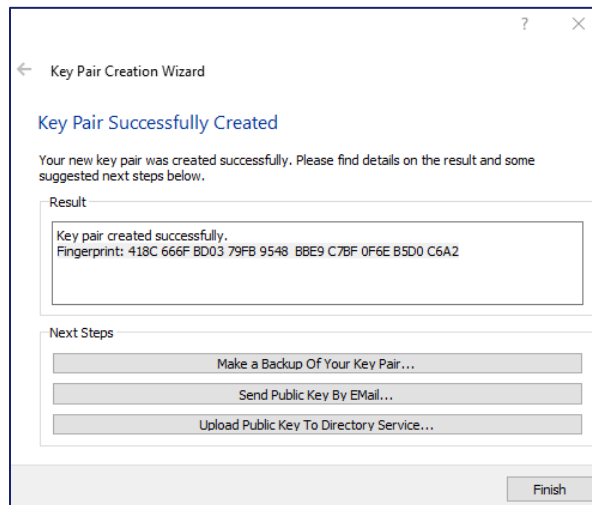 ?
Key Pair Creation Wizard
Key Pair Successfully Created
Your new key pair was created successfully. Please find details on the result and some
suggested next steps below.
Result
Key pair created successfully.
Fingerprint: 418C 666F BD03 79FB 9548  BBE9 C7BF 0F6E B5D0 C6A2
Next Steps
Make a Backup Of Your Key Pair...
Send Public Key By EMail...
Upload Public Key To Directory Service...
Finish